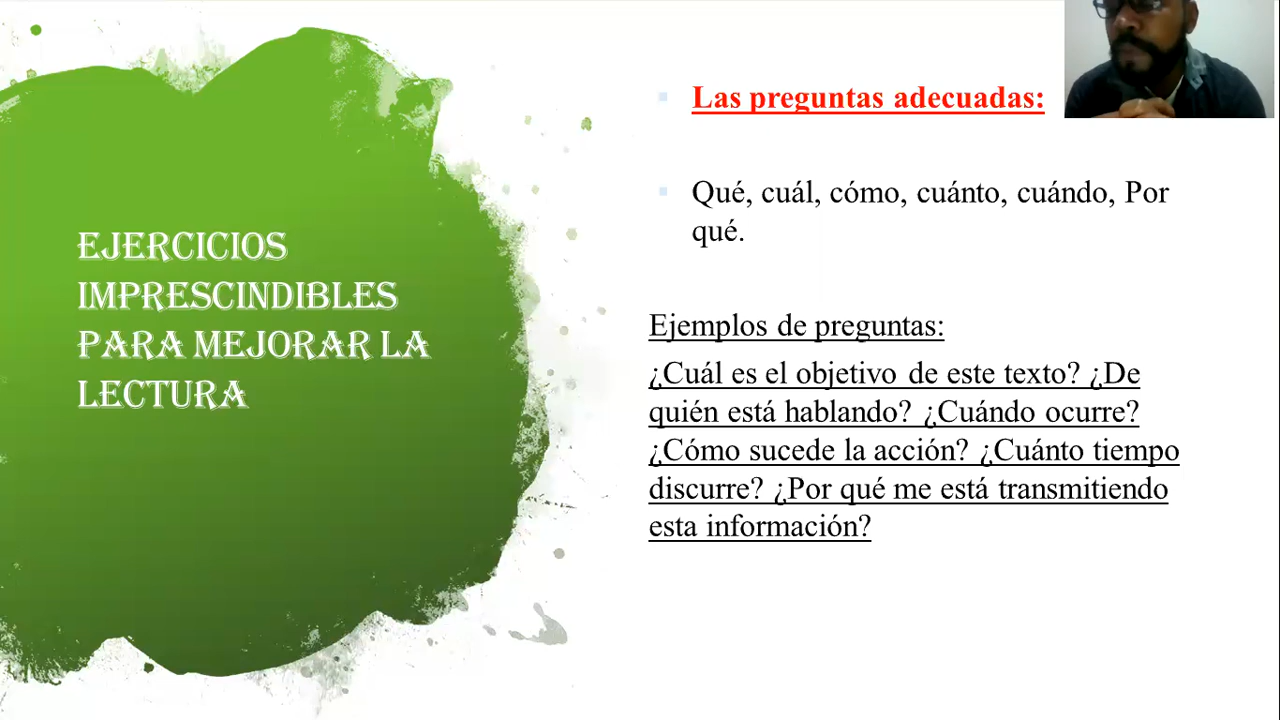 EJERCICIOS
IMPRESCINDIBLES
PARA MEJORAR LA
LECTURA
Las preguntas adecuadas:
Qué, cuál, cómo, cuánto, cuándo, Por
qué.
Ejemplos de preguntas:
¿Cuál es el objetivo de este texto? ¿De
quién está hablando? ¿Cuándo ocurre?
¿Cómo sucede la acción? ¿Cuánto tiempo
discurre? ¿Por qué me está transmitiendo
esta información?